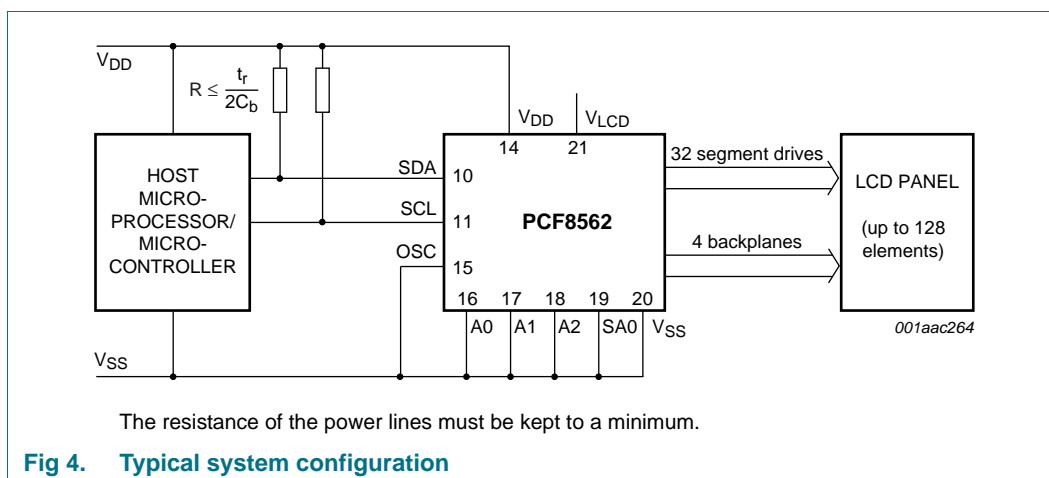 VDD
R ≤ tr
2Cb
VDD
VLCD
14
21
HOST
MICRO-
PROCESSOR/
MICRO-
CONTROLLER
SDA
10
SCL
11
OSC
15
PCF8562
16 17 18 19 20
A0 A1 A2 SA0 VSS
32 segment drives
4 backplanes
LCD PANEL
(up to 128
elements)
001aac264
VSS
The resistance of the power lines must be kept to a minimum.
Fig 4. Typical system configuration